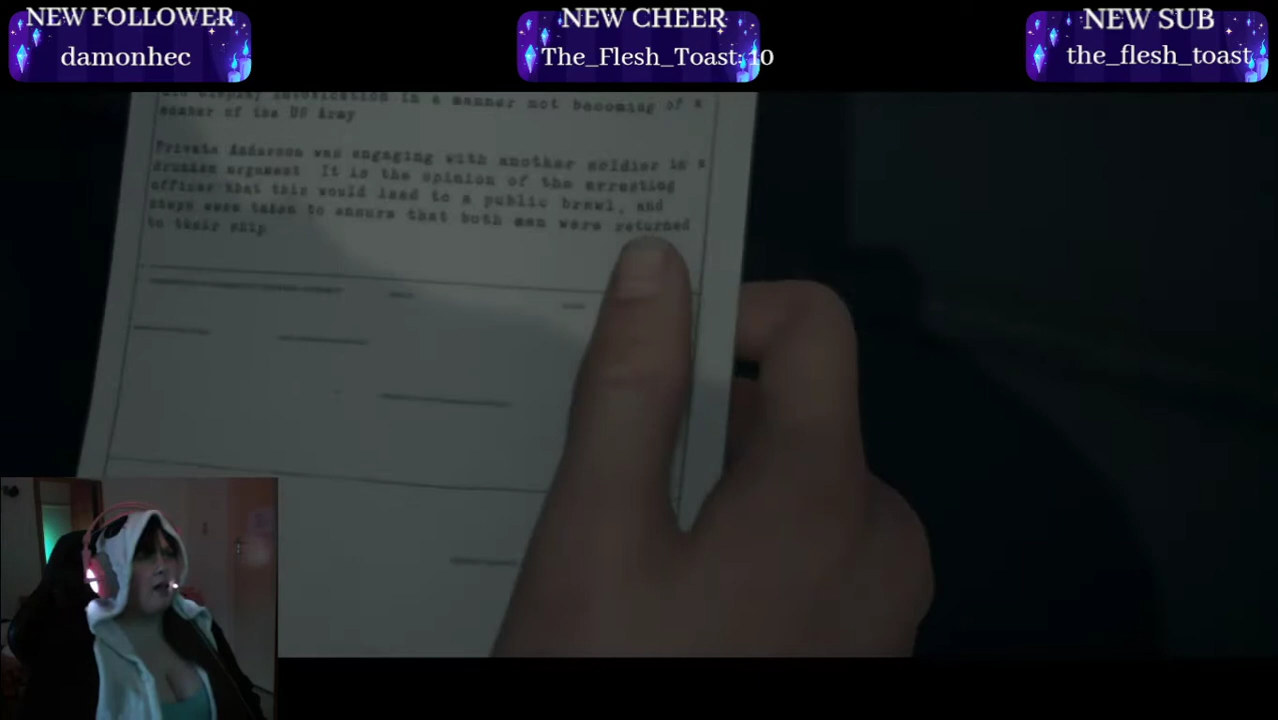 NEW FOLLOWER
damonhec
NEW CHEER
The_Flesh_Toast: 10
NEW SUB
the_flesh_toast
and display intoxication in a manner not becoming of a
member of the US Army
Private Anderson was engaging with another soldier in a
drunken argument It is the opinion of the arresting
officer that this would lead to a public brawl, and
steps were taken to ensure that both men were returned
to their ship